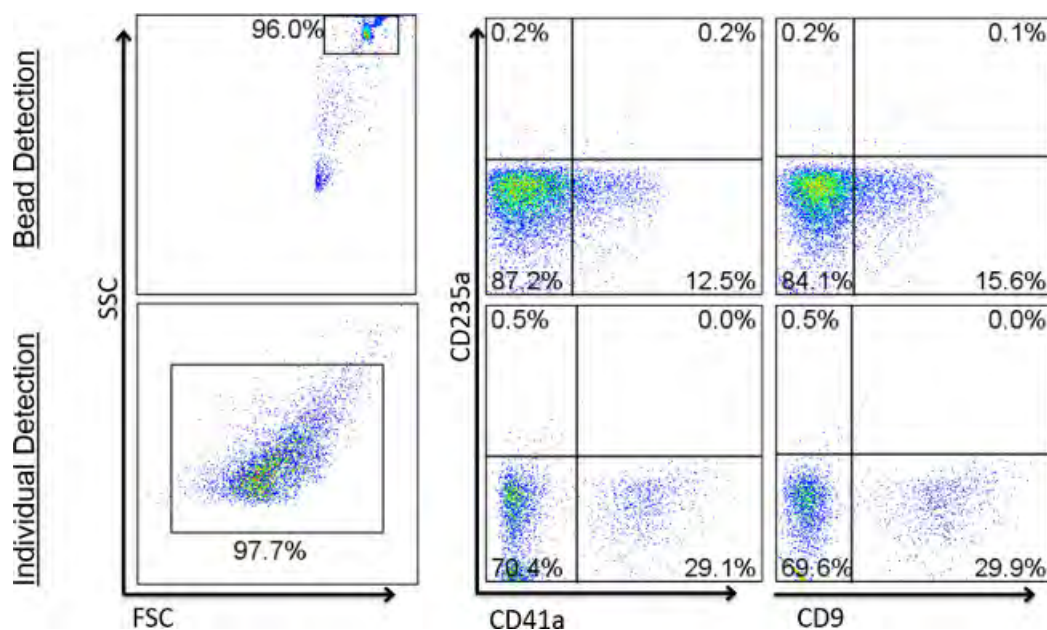 Bead Detection
96.0%
0.2% 0.2%
87.2% 12.5%
0.2% 0.1%
84.1% 15.6%
SSC
CD235a
Individual Detection
97.7%
0.5% 0.0%
70.4% 29.1%
0.5% 0.0%
69.6% 29.9%
FSC
CD41a
CD9